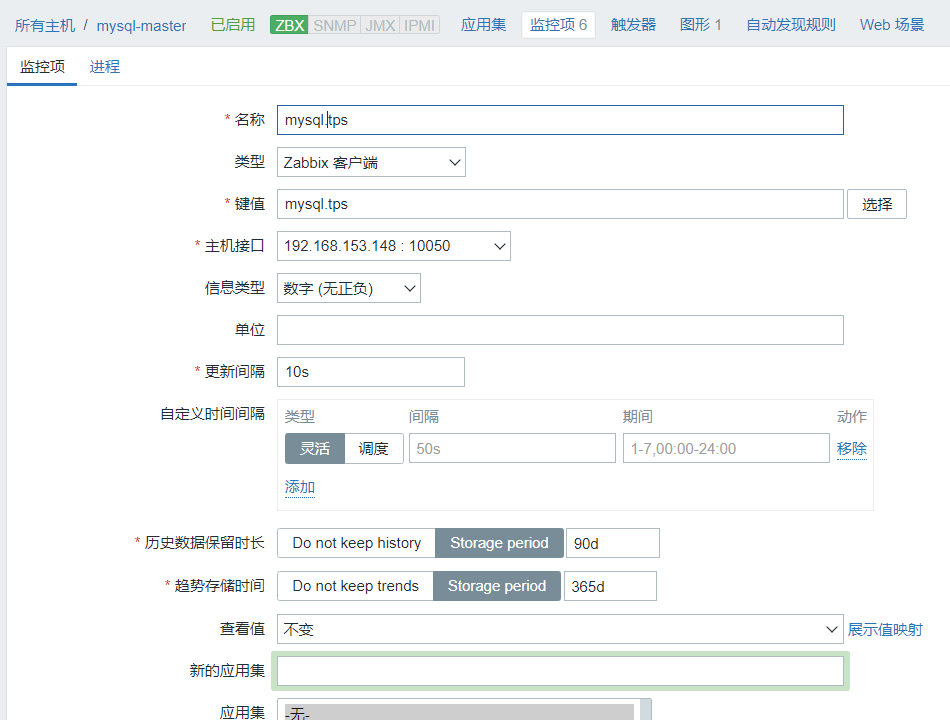 所有主机 / mysql-master 已启用 ZBX SNMP JMX IPMI 应用集 监控项 6 触发器 图形 1 自动发现规则 Web 场景
监控项 进程
* 名称 mysql.tps
类型 Zabbix 客户端
* 键值 mysql.tps 选择
* 主机接口 192.168.153.148 : 10050
信息类型 数字 (无正负)
单位
* 更新间隔 10s
自定义时间间隔 类型 间隔 期间 动作
灵活 调度 50s 1-7,00:00-24:00 移除
添加
* 历史数据保留时长 Do not keep history Storage period 90d
* 趋势存储时间 Do not keep trends Storage period 365d
查看值 不变 展示值映射
新的应用集
应用集 -无-